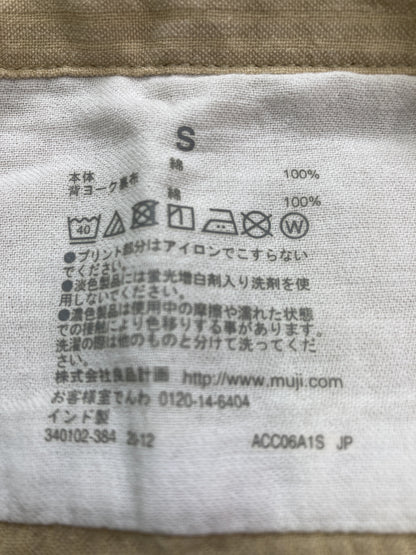 S
本体 綿 100%
背ヨーク裏布 綿 100%
40
W
●プリント部分はアイロンでこすらない
でください。
●淡色製品には蛍光増白剤入り洗剤を使
用しないでください。
●濃色製品は使用中の摩擦や濡れた状態
での接触により色移りする事があります。
洗濯の際は他のものと分けて洗ってくだ
さい。
株式会社良品計画 http://www.muji.com
お客様室でんわ 0120-14-6404
インド製
340102-384 ACC06A1S JP